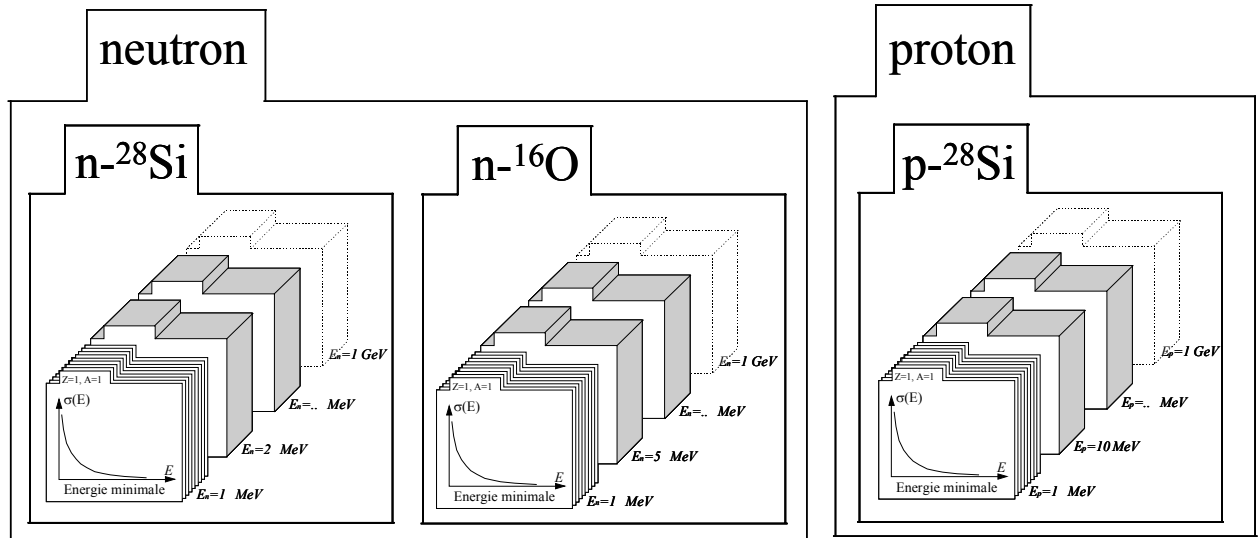 neutron
n-²⁸Si
Z=1, A=1
σ(E)
E
Energie minimale
Eₙ=1 MeV
Eₙ=2 MeV
Eₙ=.. MeV
Eₙ=1 GeV
n-¹⁶O
Z=1, A=1
σ(E)
E
Energie minimale
Eₙ=1 MeV
Eₙ=5 MeV
Eₙ=.. MeV
Eₙ=1 GeV
proton
p-²⁸Si
Z=1, A=1
σ(E)
E
Energie minimale
Eₚ=1 MeV
Eₚ=10 MeV
Eₚ=.. MeV
Eₚ=1 GeV